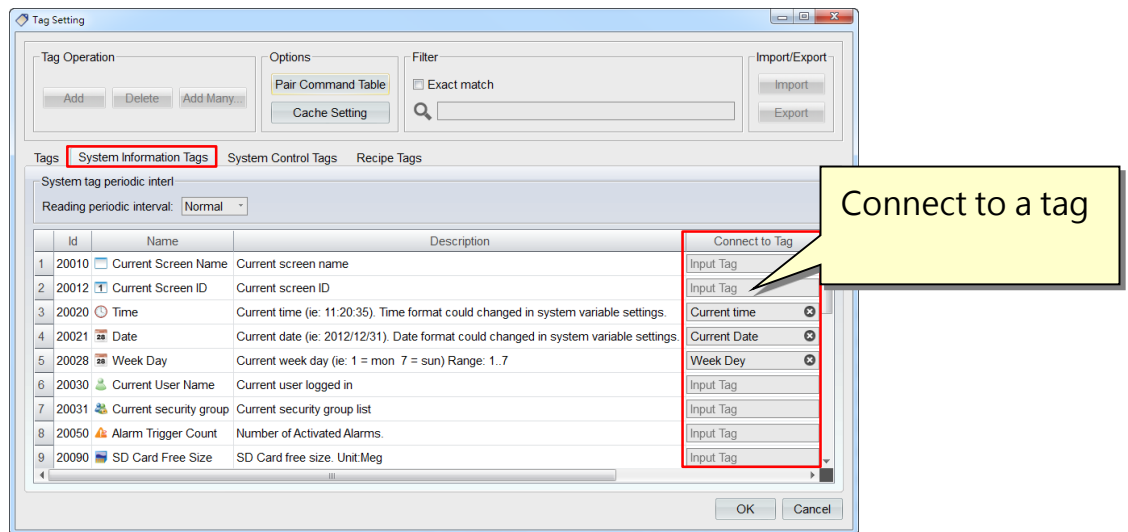 Tag Setting
Tag Operation
Options
Filter
Import/Export
Add
Delete
Add Many...
Pair Command Table
Exact match
Import
Cache Setting
Export
Tags
System Information Tags
System Control Tags
Recipe Tags
System tag periodic interl
Reading periodic interval: Normal
Connect to a tag
Id Name Description Connect to Tag
1 20010 Current Screen Name Current screen name Input Tag
2 20012 1 Current Screen ID Current screen ID Input Tag
3 20020 Time Current time (ie: 11:20:35). Time format could changed in system variable settings. Current time
4 20021 28 Date Current date (ie: 2012/12/31). Date format could changed in system variable settings. Current Date
5 20028 28 Week Day Current week day (ie: 1 = mon 7 = sun) Range: 1..7 Week Dey
6 20030 Current User Name Current user logged in Input Tag
7 20031 Current security group Current security group list Input Tag
8 20050 Alarm Trigger Count Number of Activated Alarms. Input Tag
9 20090 SD Card Free Size SD Card free size. Unit:Meg Input Tag
OK
Cancel